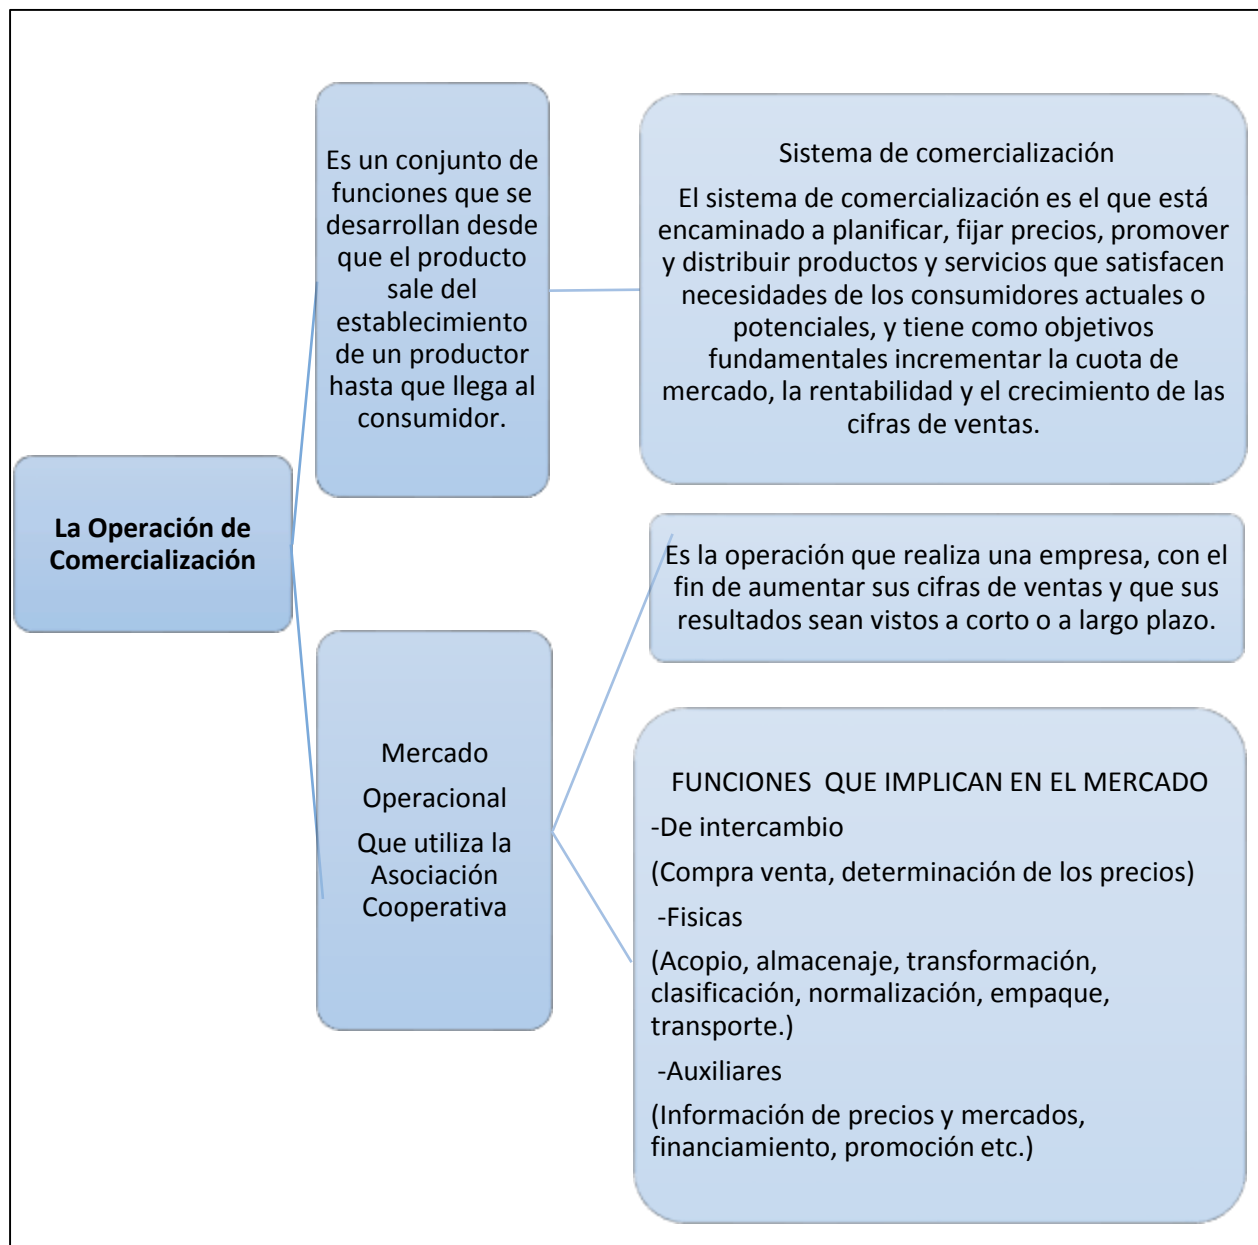 La Operación de
Comercialización
Es un conjunto de
funciones que se
desarrollan desde
que el producto
sale del
establecimiento
de un productor
hasta que llega al
consumidor.
Sistema de comercialización
El sistema de comercialización es el que está
encaminado a planificar, fijar precios, promover
y distribuir productos y servicios que satisfacen
necesidades de los consumidores actuales o
potenciales, y tiene como objetivos
fundamentales incrementar la cuota de
mercado, la rentabilidad y el crecimiento de las
cifras de ventas.
Mercado
Operacional
Que utiliza la
Asociación
Cooperativa
Es la operación que realiza una empresa, con el
fin de aumentar sus cifras de ventas y que sus
resultados sean vistos a corto o a largo plazo.
FUNCIONES  QUE IMPLICAN EN EL MERCADO
-De intercambio
(Compra venta, determinación de los precios)
-Fisicas
(Acopio, almacenaje, transformación,
clasificación, normalización, empaque,
transporte.)
-Auxiliares
(Información de precios y mercados,
financiamiento, promoción etc.)